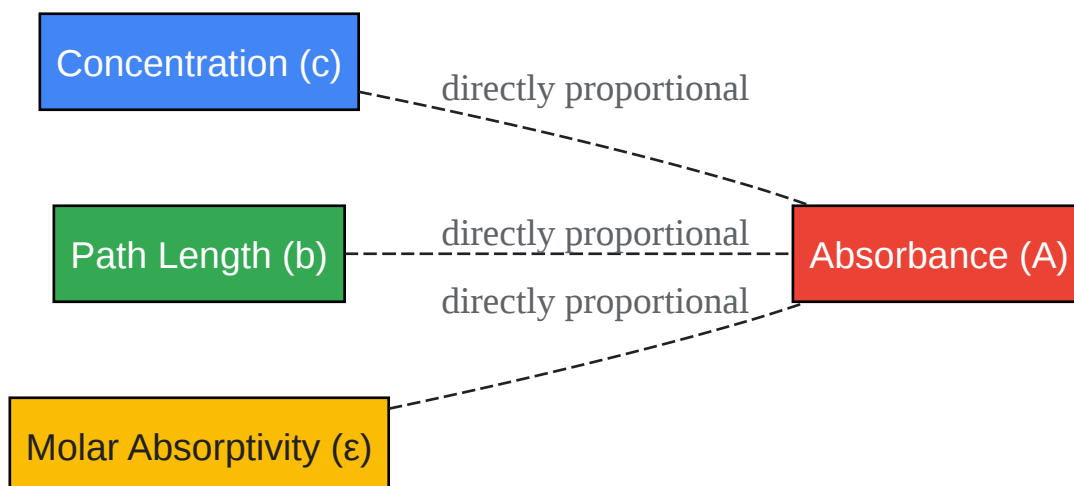 Concentration (c)
directly proportional
Path Length (b)
directly proportional
Absorbance (A)
directly proportional
Molar Absorptivity (ε)